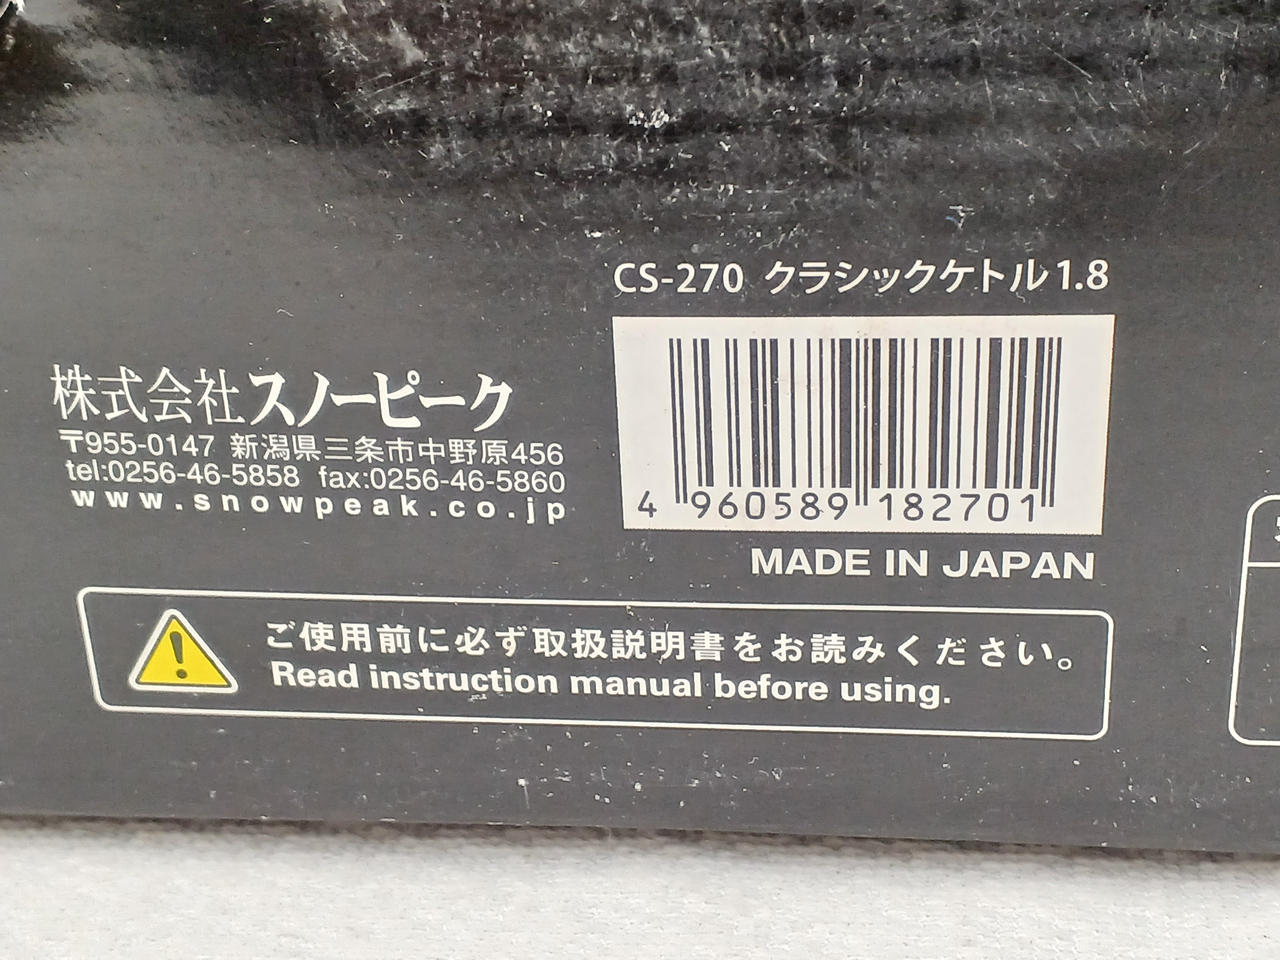 CS-270 クラシックケトル1.8
株式会社スノーピーク
〒955-0147 新潟県三条市中野原456
tel:0256-46-5858 fax:0256-46-5860
www.snowpeak.co.jp
4 960589 182701
MADE IN JAPAN
ご使用前に必ず取扱説明書をお読みください。
Read instruction manual before using.